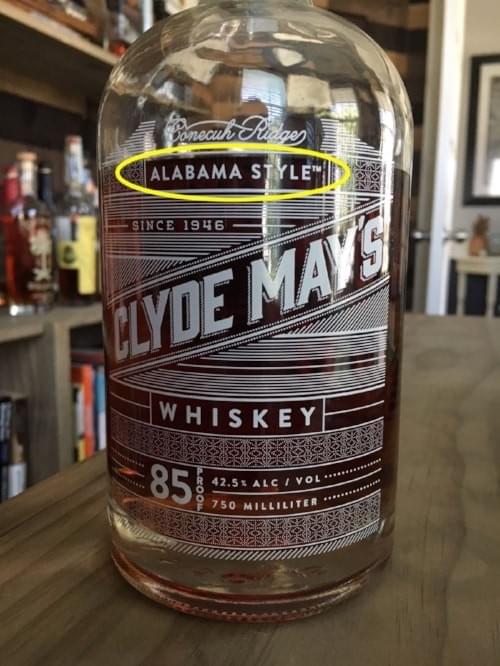 Conecuh Ridge
ALABAMA STYLE™
SINCE 1946
CLYDE MAY'S
WHISKEY
85 PROOF
42.5% ALC / VOL
750 MILLILITER